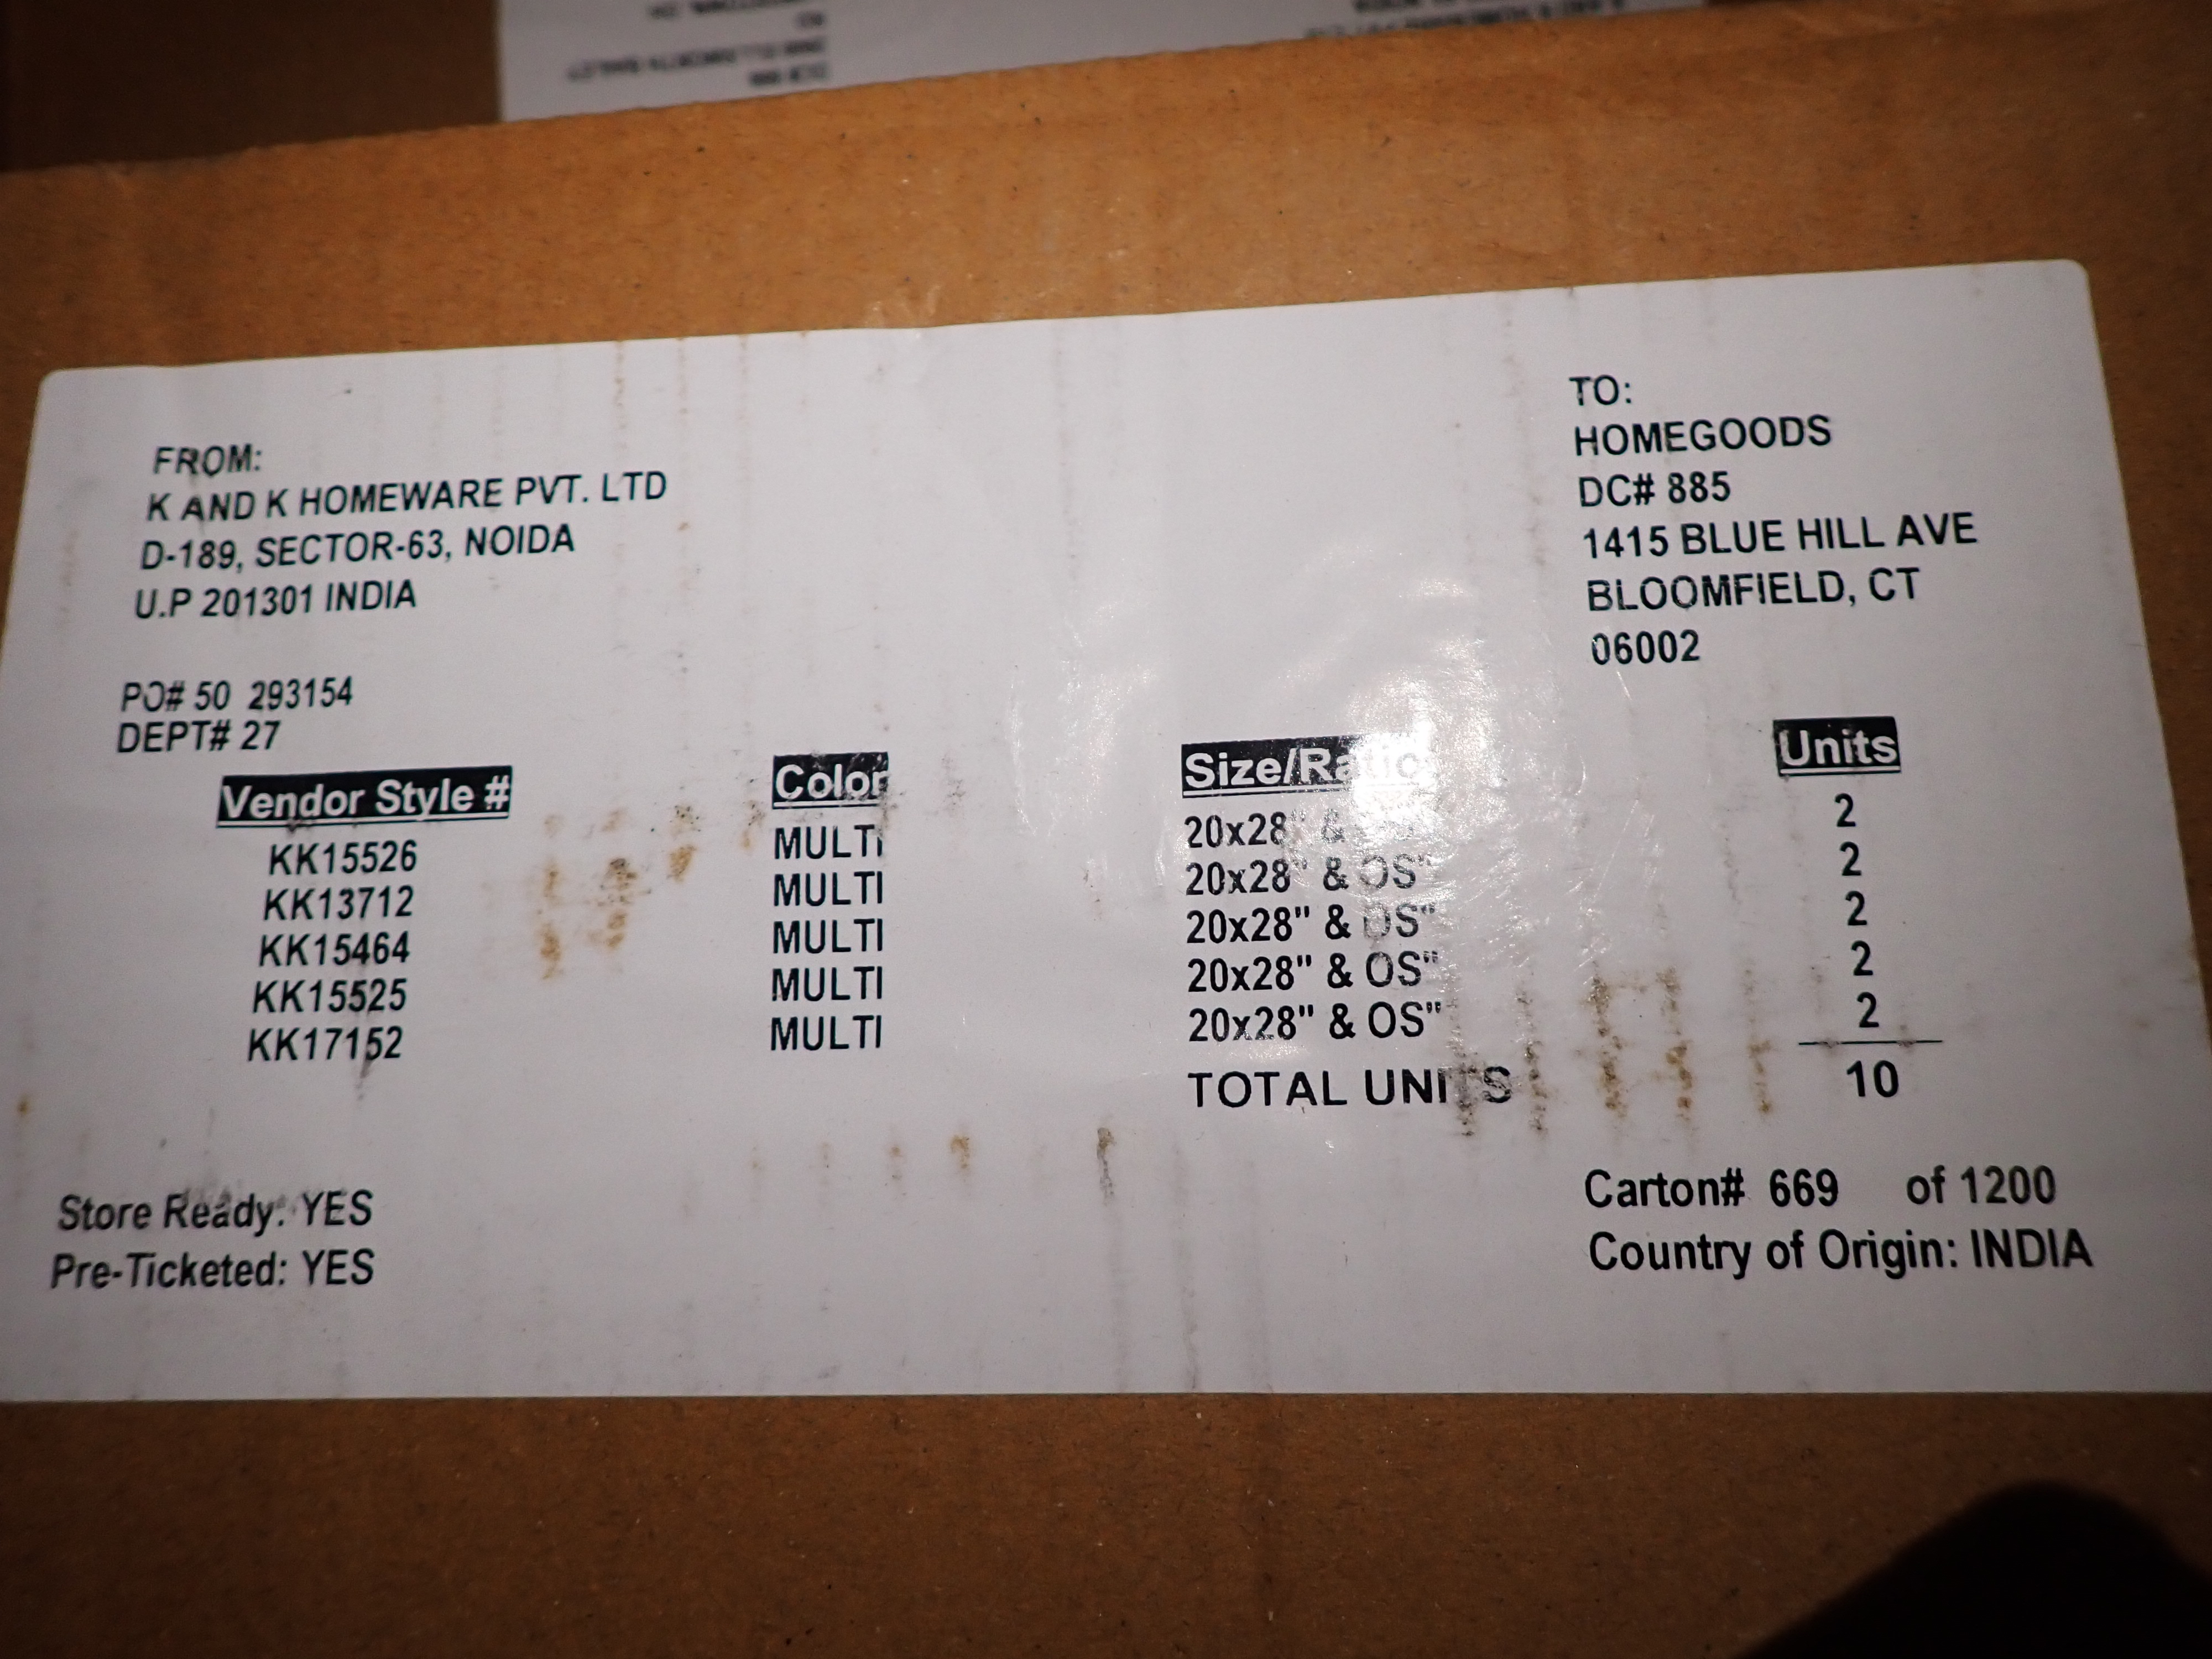 FROM:
K AND K HOMEWARE PVT. LTD
D-189, SECTOR-63, NOIDA
U.P 201301 INDIA
TO:
HOMEGOODS
DC# 885
1415 BLUE HILL AVE
BLOOMFIELD, CT
06002
PO# 50 293154
DEPT# 27
Vendor Style # Color Size/Ratio Units
KK15526 MULTI 20x28" & 2
KK13712 MULTI 20x28" & OS" 2
KK15464 MULTI 20x28" & OS" 2
KK15525 MULTI 20x28" & OS" 2
KK17152 MULTI 20x28" & OS" 2
TOTAL UNITS 10
Store Ready: YES
Pre-Ticketed: YES
Carton# 669 of 1200
Country of Origin: INDIA